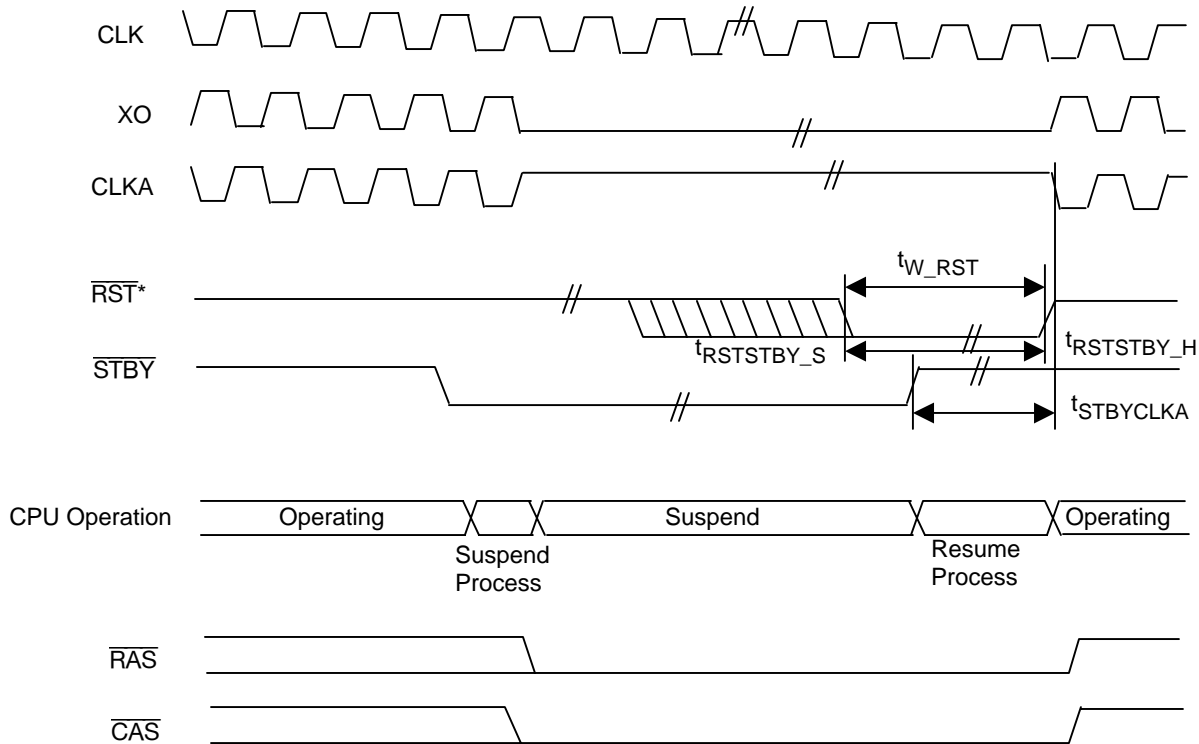 CLK
XO
CLKA
RST*
tW_RST
tRSTSTBY_S
tRSTSTBY_H
STBY
tSTBYCLKA
CPU Operation
Operating
Suspend
Operating
Suspend
Process
Resume
Process
RAS
CAS